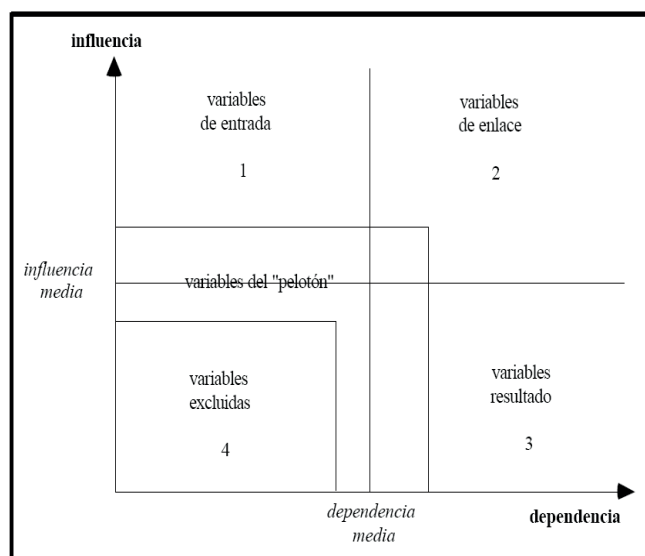 influencia
variables
de entrada
1
variables
de enlace
2
influencia
media
variables del "pelotón"
variables
excluidas
4
variables
resultado
3
dependencia
media
dependencia